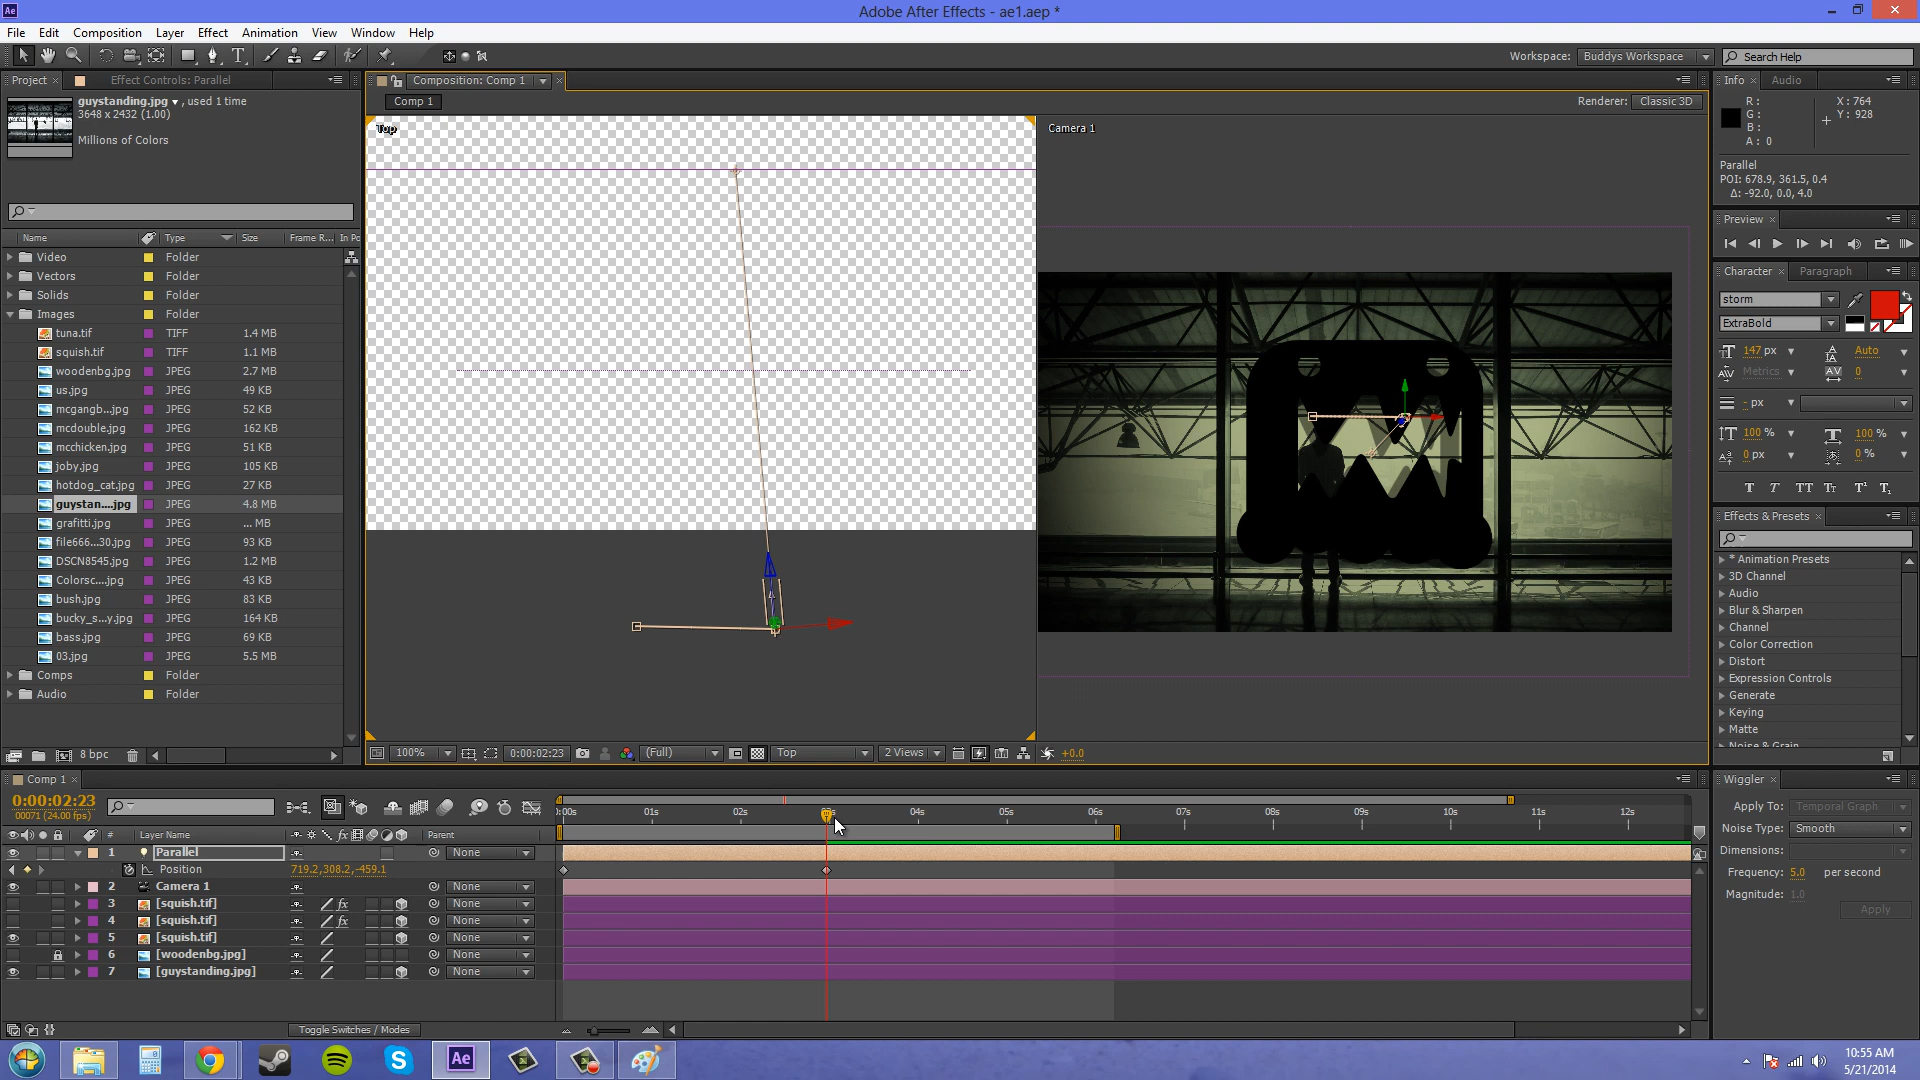 Adobe After Effects - ae1.aep *
File Edit Composition Layer Effect Animation View Window Help
Workspace: Buddys Workspace Search Help
Project × Effect Controls: Parallel
guystanding.jpg ▼ , used 1 time
3648 x 2432 (1.00)
Millions of Colors
Name Type Size Frame R... In Po
Video Folder
Vectors Folder
Solids Folder
Images Folder
tuna.tif TIFF 1.4 MB
squish.tif TIFF 1.1 MB
woodenbg.jpg JPEG 2.7 MB
us.jpg JPEG 49 KB
mcgangb...jpg JPEG 52 KB
mcdouble.jpg JPEG 162 KB
mcchicken.jpg JPEG 51 KB
joby.jpg JPEG 105 KB
hotdog_cat.jpg JPEG 27 KB
guystan....jpg JPEG 4.8 MB
grafitti.jpg JPEG ... MB
file666...30.jpg JPEG 93 KB
DSCN8545.jpg JPEG 1.2 MB
Colorsc....jpg JPEG 43 KB
bush.jpg JPEG 83 KB
bucky_s...y.jpg JPEG 164 KB
bass.jpg JPEG 69 KB
03.jpg JPEG 5.5 MB
Comps Folder
Audio Folder
8 bpc
Composition: Comp 1 ×
Comp 1
Renderer: Classic 3D
Top
Camera 1
100% 0:00:02:23 (Full) Top 2 Views +0.0
Info × Audio
R :
G :
B :
A : 0
X : 764
Y : 928
Parallel
POI: 678.9, 361.5, 0.4
Δ: -92.0, 0.0, 4.0
Preview ×
Character × Paragraph
storm
ExtraBold
147 px Auto
Metrics 0
- px
100 % 100 %
0 px 0 %
T T TT Tt T¹ T₁
Effects & Presets ×
* Animation Presets
3D Channel
Audio
Blur & Sharpen
Channel
Color Correction
Distort
Expression Controls
Generate
Keying
Matte
Noise & Grain
Comp 1 ×
0:00:02:23
00071 (24.00 fps)
# Layer Name Parent
1 Parallel None
Position 719.2,308.2,-459.1
2 Camera 1 None
3 [squish.tif] None
4 [squish.tif] None
5 [squish.tif] None
6 [woodenbg.jpg] None
7 [guystanding.jpg] None
Toggle Switches / Modes
):00s 01s 02s 04s 05s 06s 07s 08s 09s 10s 11s 12s
Wiggler ×
Apply To: Temporal Graph
Noise Type: Smooth
Dimensions:
Frequency: 5.0 per second
Magnitude: 1.0
Apply
Ae
10:55 AM
5/21/2014